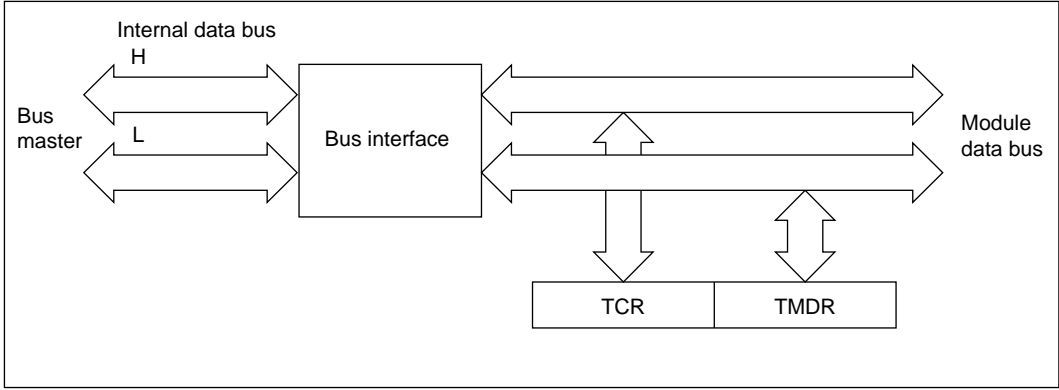 Internal data bus
H
Bus
master
L
Bus interface
Module
data bus
TCR
TMDR